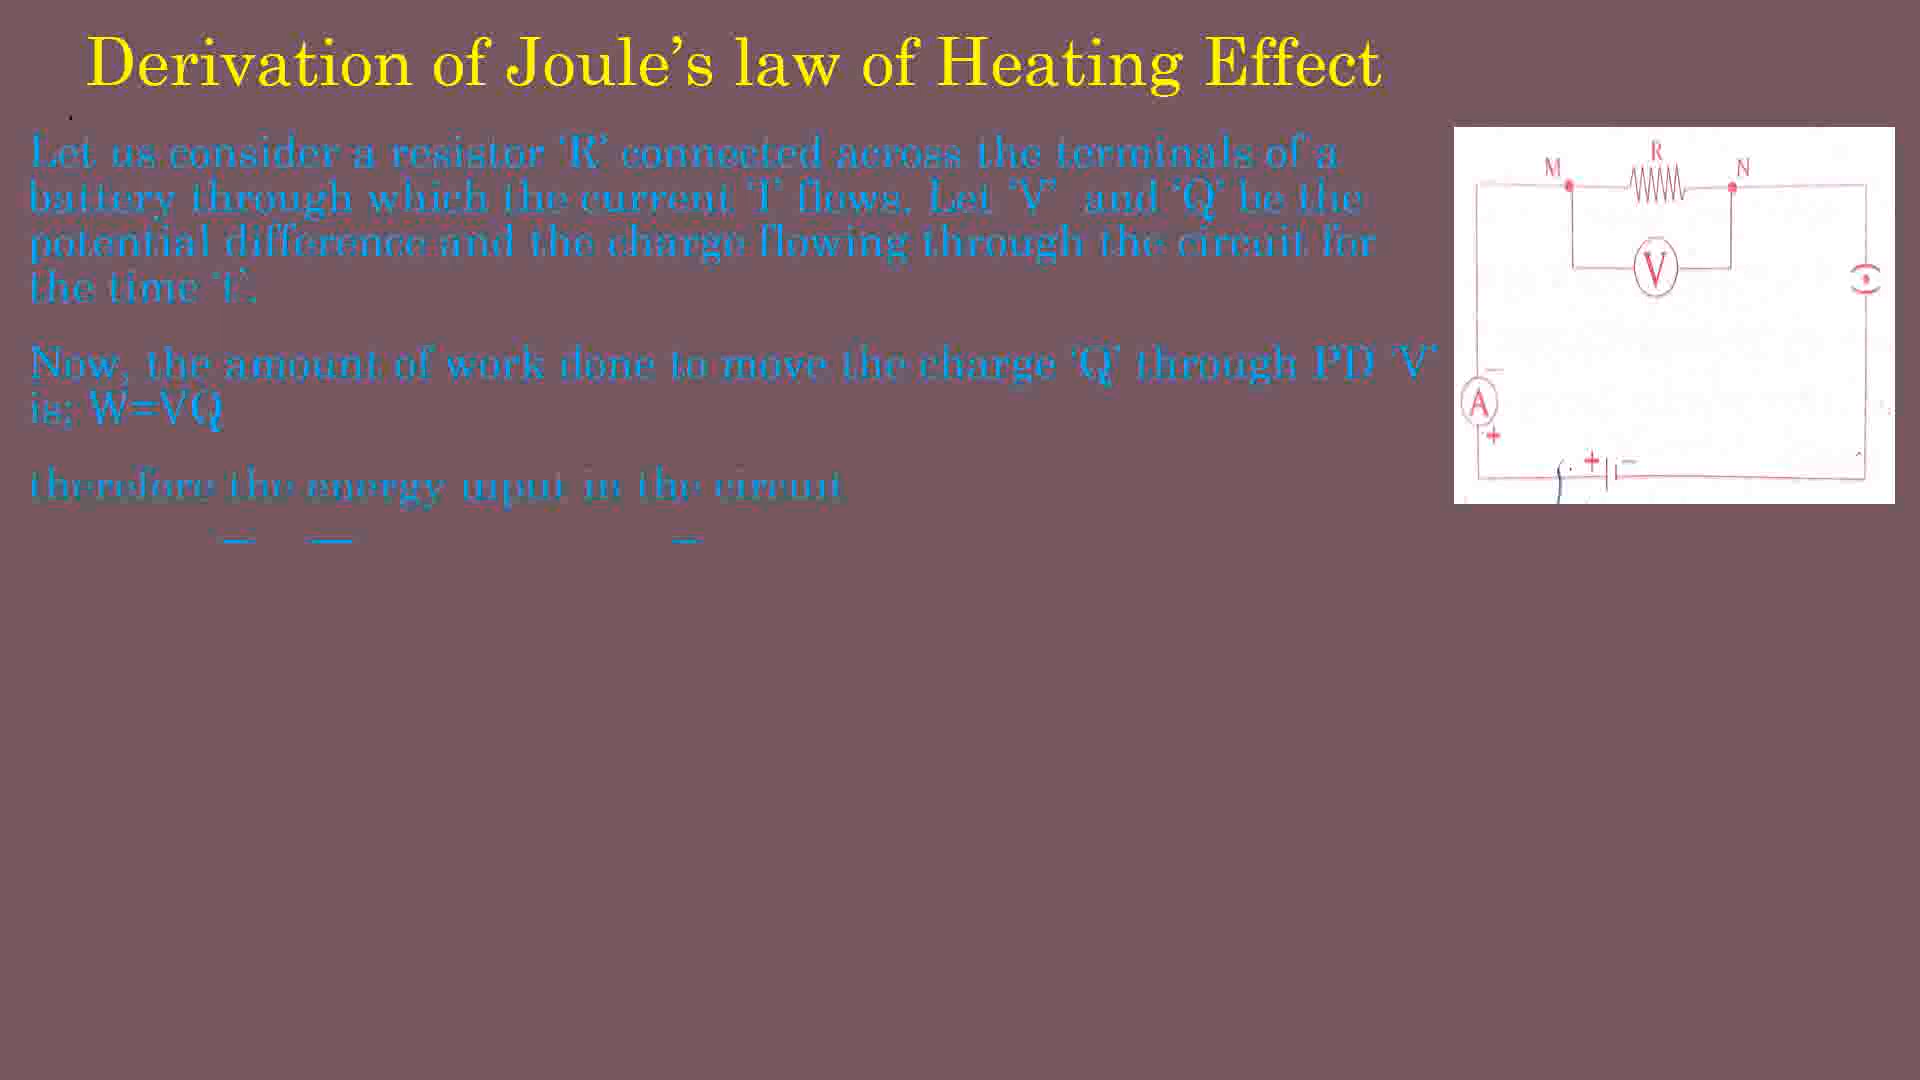 Derivation of Joule’s law of Heating Effect
Let us consider a resistor ‘R’ connected across the terminals of a
battery through which the current ‘I’ flows. Let ‘V’ and ‘Q’ be the
potential difference and the charge flowing through the circuit for
the time ‘t’.
Now, the amount of work done to move the charge ‘Q’ through PD ‘V’
is; W=VQ
therefore the energy input in the circuit
M R N
V
A
+
+ −